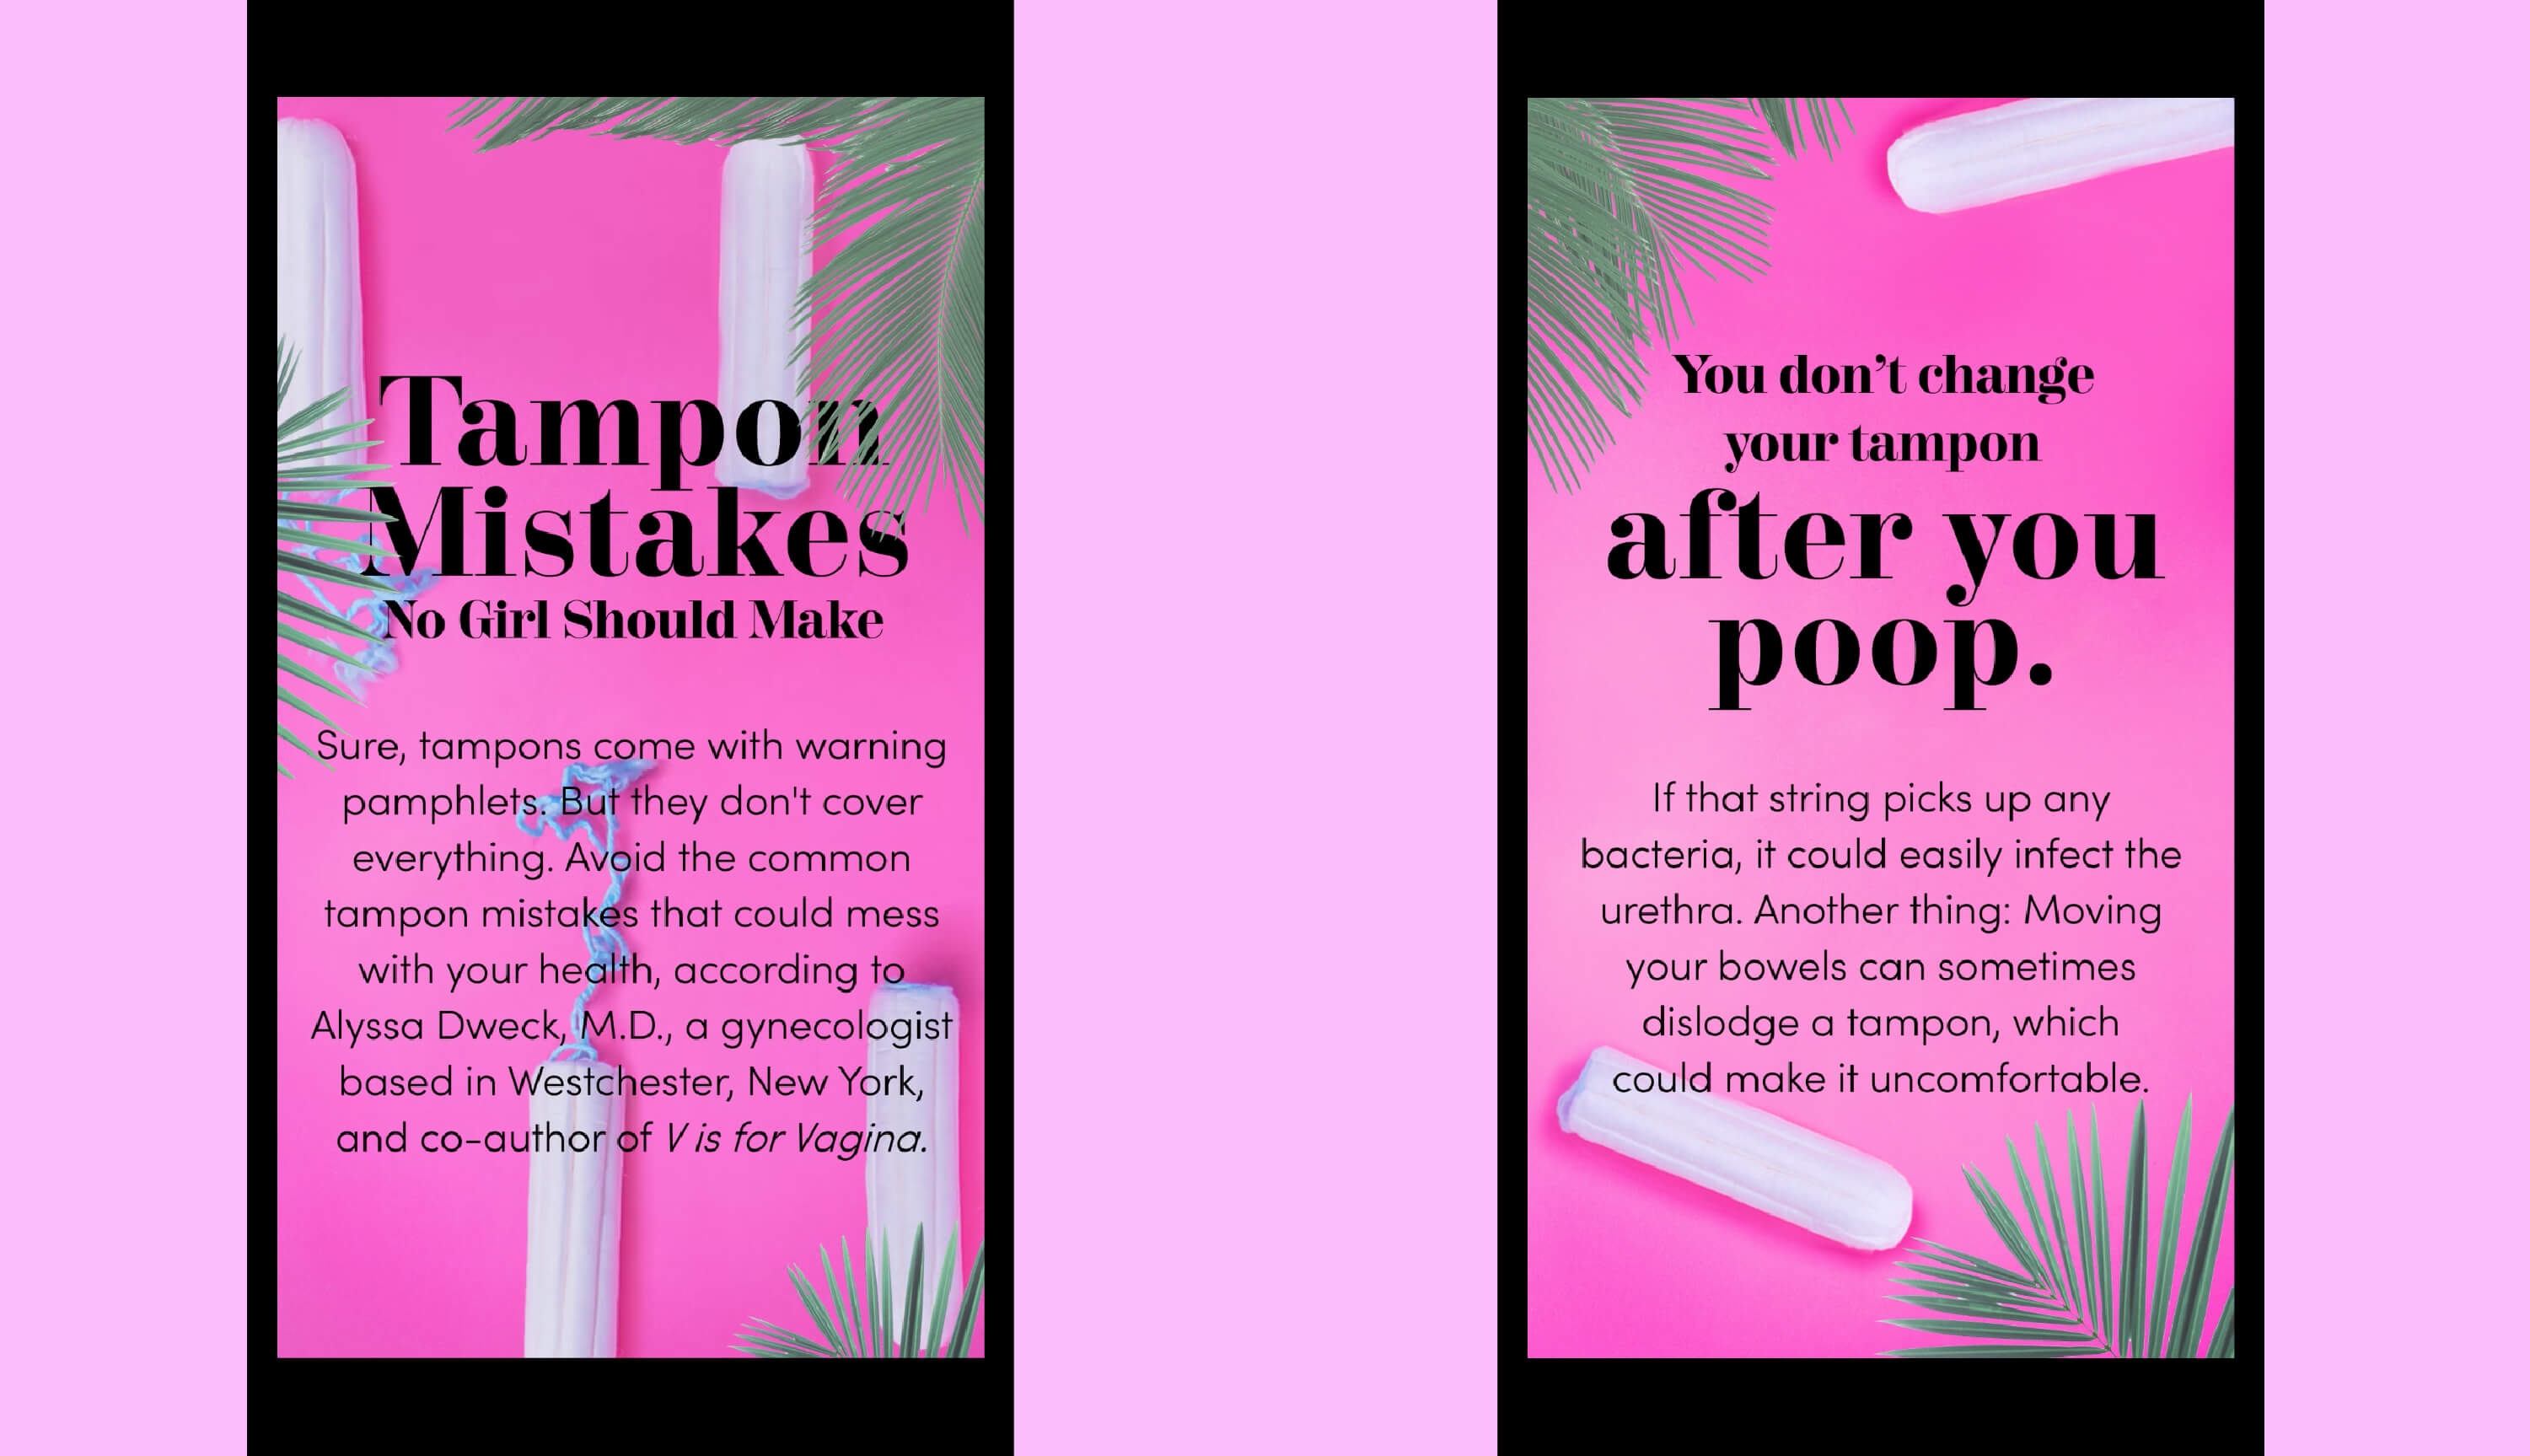 Tampon
Mistakes
No Girl Should Make
Sure, tampons come with warning
pamphlets. But they don't cover
everything. Avoid the common
tampon mistakes that could mess
with your health, according to
Alyssa Dweck, M.D., a gynecologist
based in Westchester, New York,
and co-author of V is for Vagina.
You don’t change
your tampon
after you
poop.
If that string picks up any
bacteria, it could easily infect the
urethra. Another thing: Moving
your bowels can sometimes
dislodge a tampon, which
could make it uncomfortable.